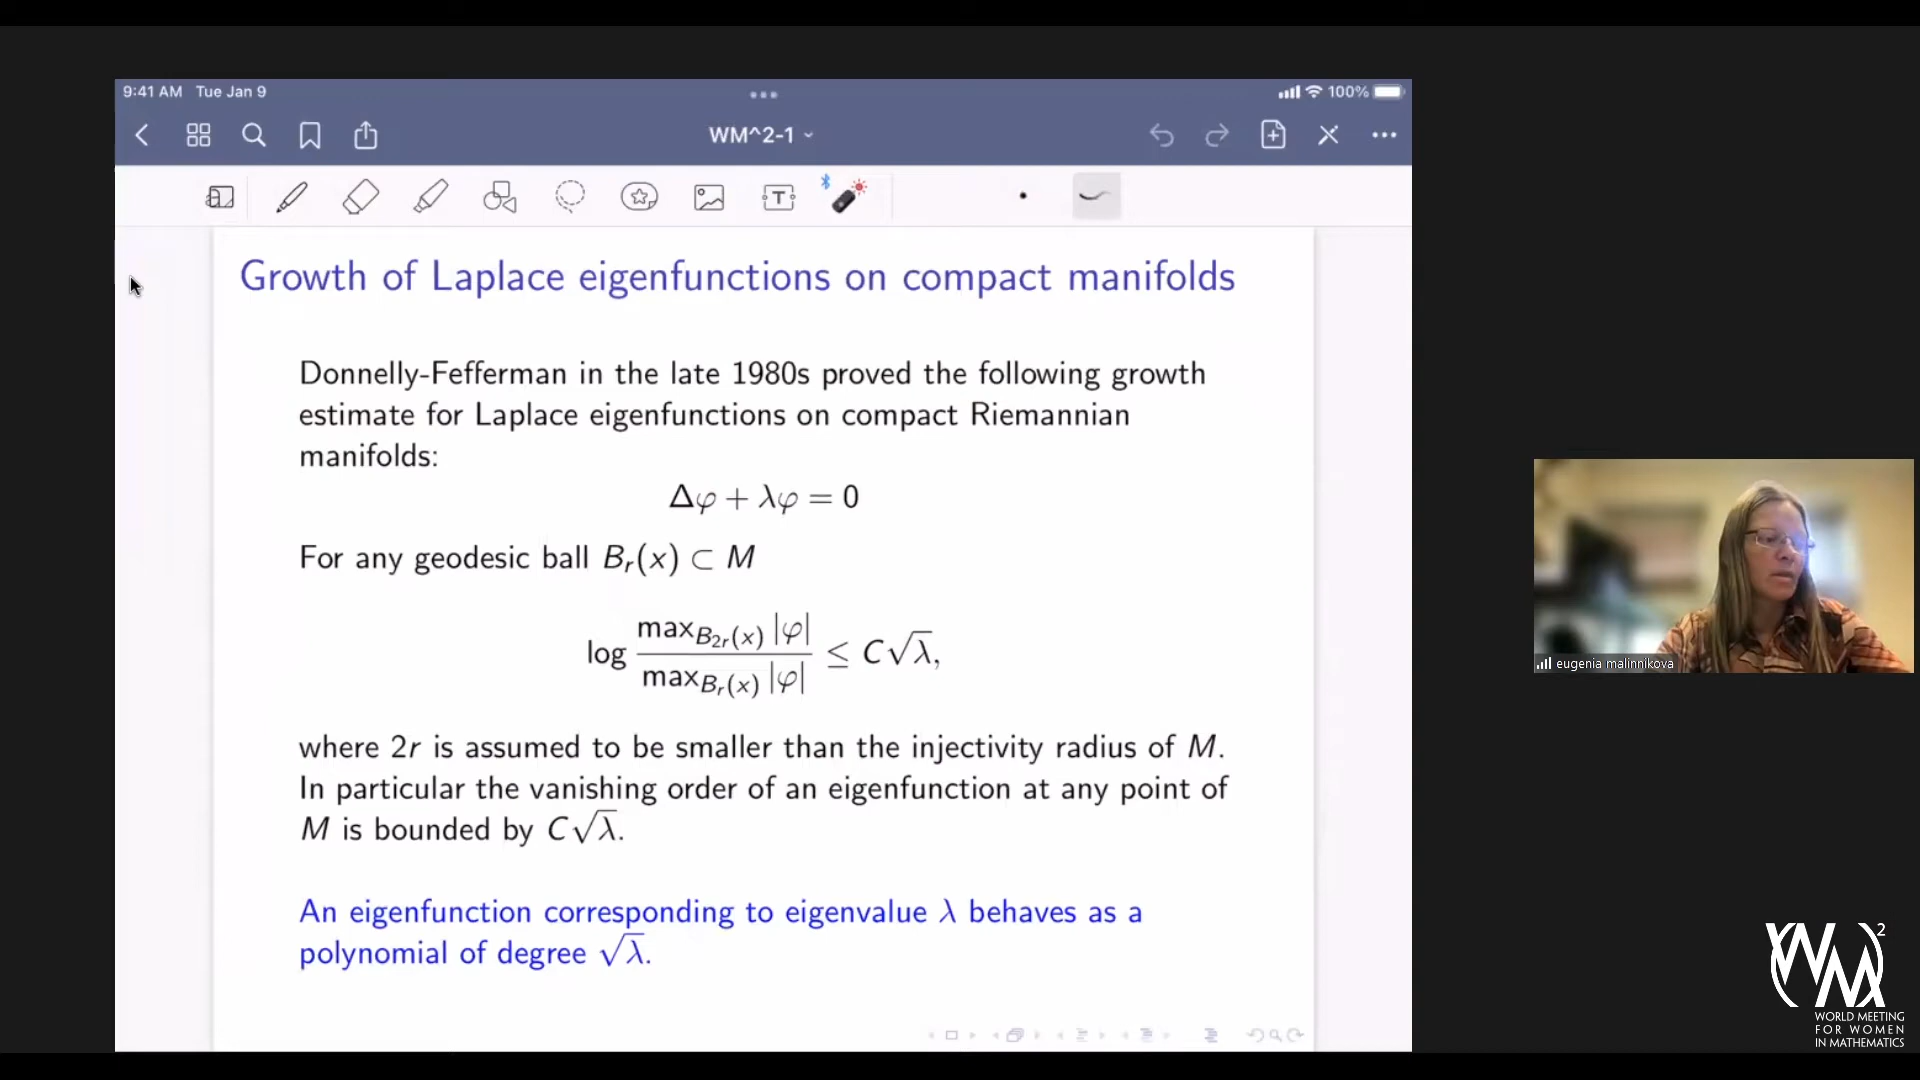 9:41 AM Tue Jan 9
100%
WM^2-1
T
Growth of Laplace eigenfunctions on compact manifolds
Donnelly-Fefferman in the late 1980s proved the following growth
estimate for Laplace eigenfunctions on compact Riemannian
manifolds:
Δφ + λφ = 0
For any geodesic ball B_r(x) ⊂ M
log max_{B_{2r}(x)} |φ| / max_{B_r(x)} |φ| ≤ C√λ,
where 2r is assumed to be smaller than the injectivity radius of M.
In particular the vanishing order of an eigenfunction at any point of
M is bounded by C√λ.
An eigenfunction corresponding to eigenvalue λ behaves as a
polynomial of degree √λ.
eugenia malinnikova
WM 2
WORLD MEETING
FOR WOMEN
IN MATHEMATICS